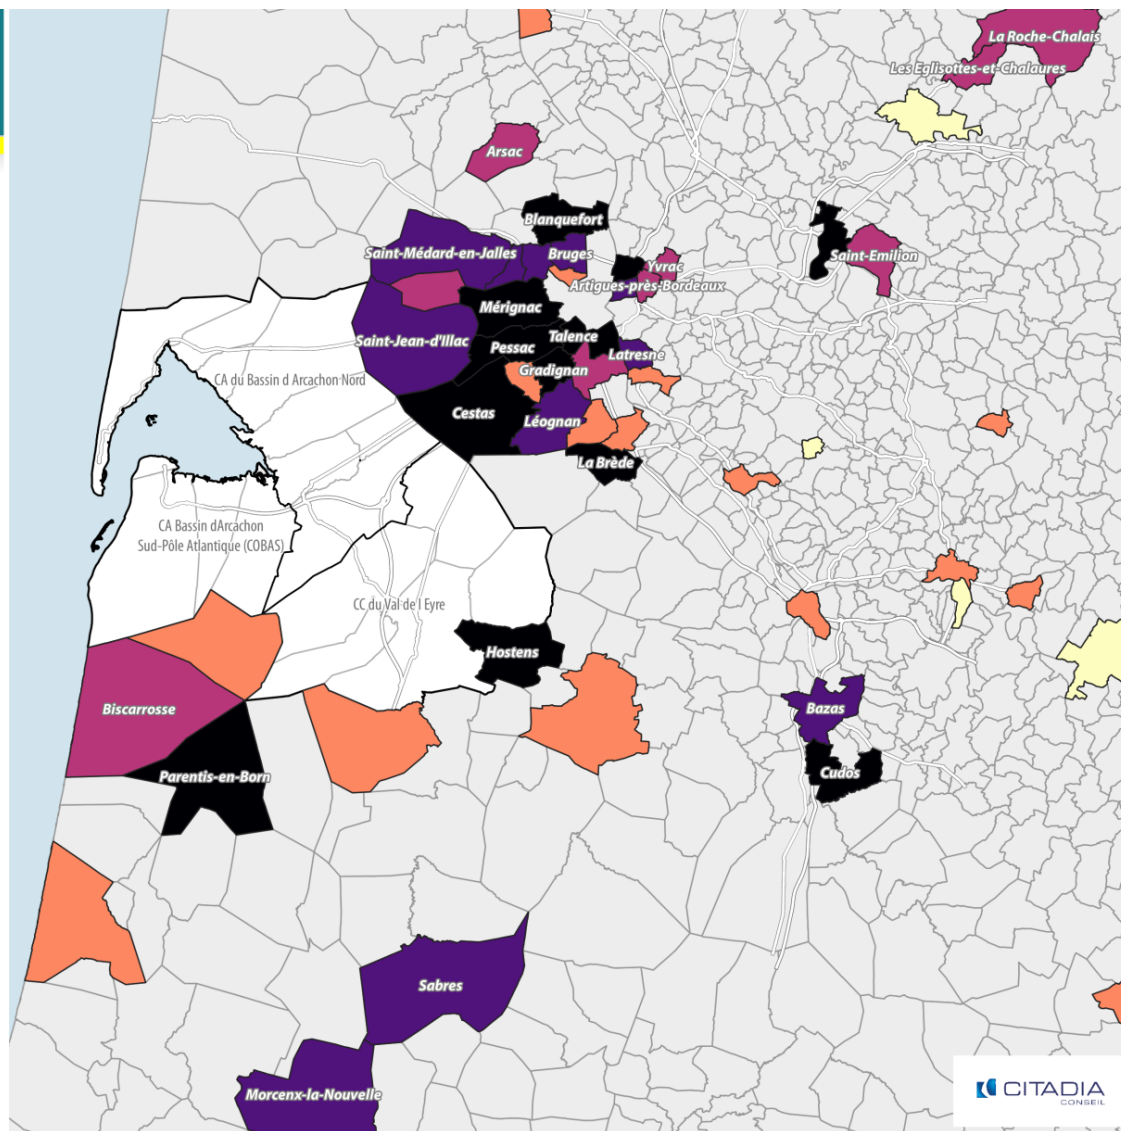 La Roche-Chalais
Les Eglisottes-et-Chalaures
Arsac
Blanquefort
Saint-Médard-en-Jalles
Bruges
Yvrac
Saint-Emilion
Artigues-près-Bordeaux
Mérignac
Saint-Jean-d'Illac
Talence
Pessac
Latresne
Gradignan
CA du Bassin d Arcachon Nord
Cestas
Léognan
La Brède
CA Bassin dArcachon
Sud-Pôle Atlantique (COBAS)
CC du Val de l Eyre
Hostens
Biscarrosse
Bazas
Parentis-en-Born
Cudos
Sabres
Morcenx-la-Nouvelle
CITADIA
CONSEIL